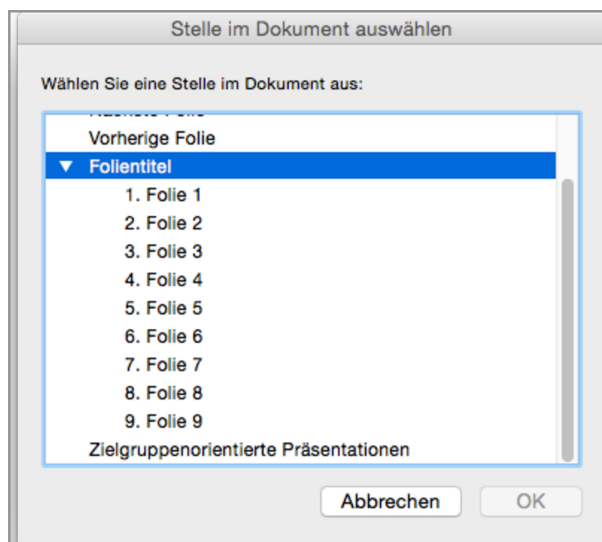 Stelle im Dokument auswählen
Wählen Sie eine Stelle im Dokument aus:
Nächste Folie
Vorherige Folie
Folientitel
1. Folie 1
2. Folie 2
3. Folie 3
4. Folie 4
5. Folie 5
6. Folie 6
7. Folie 7
8. Folie 8
9. Folie 9
Zielgruppenorientierte Präsentationen
Abbrechen
OK